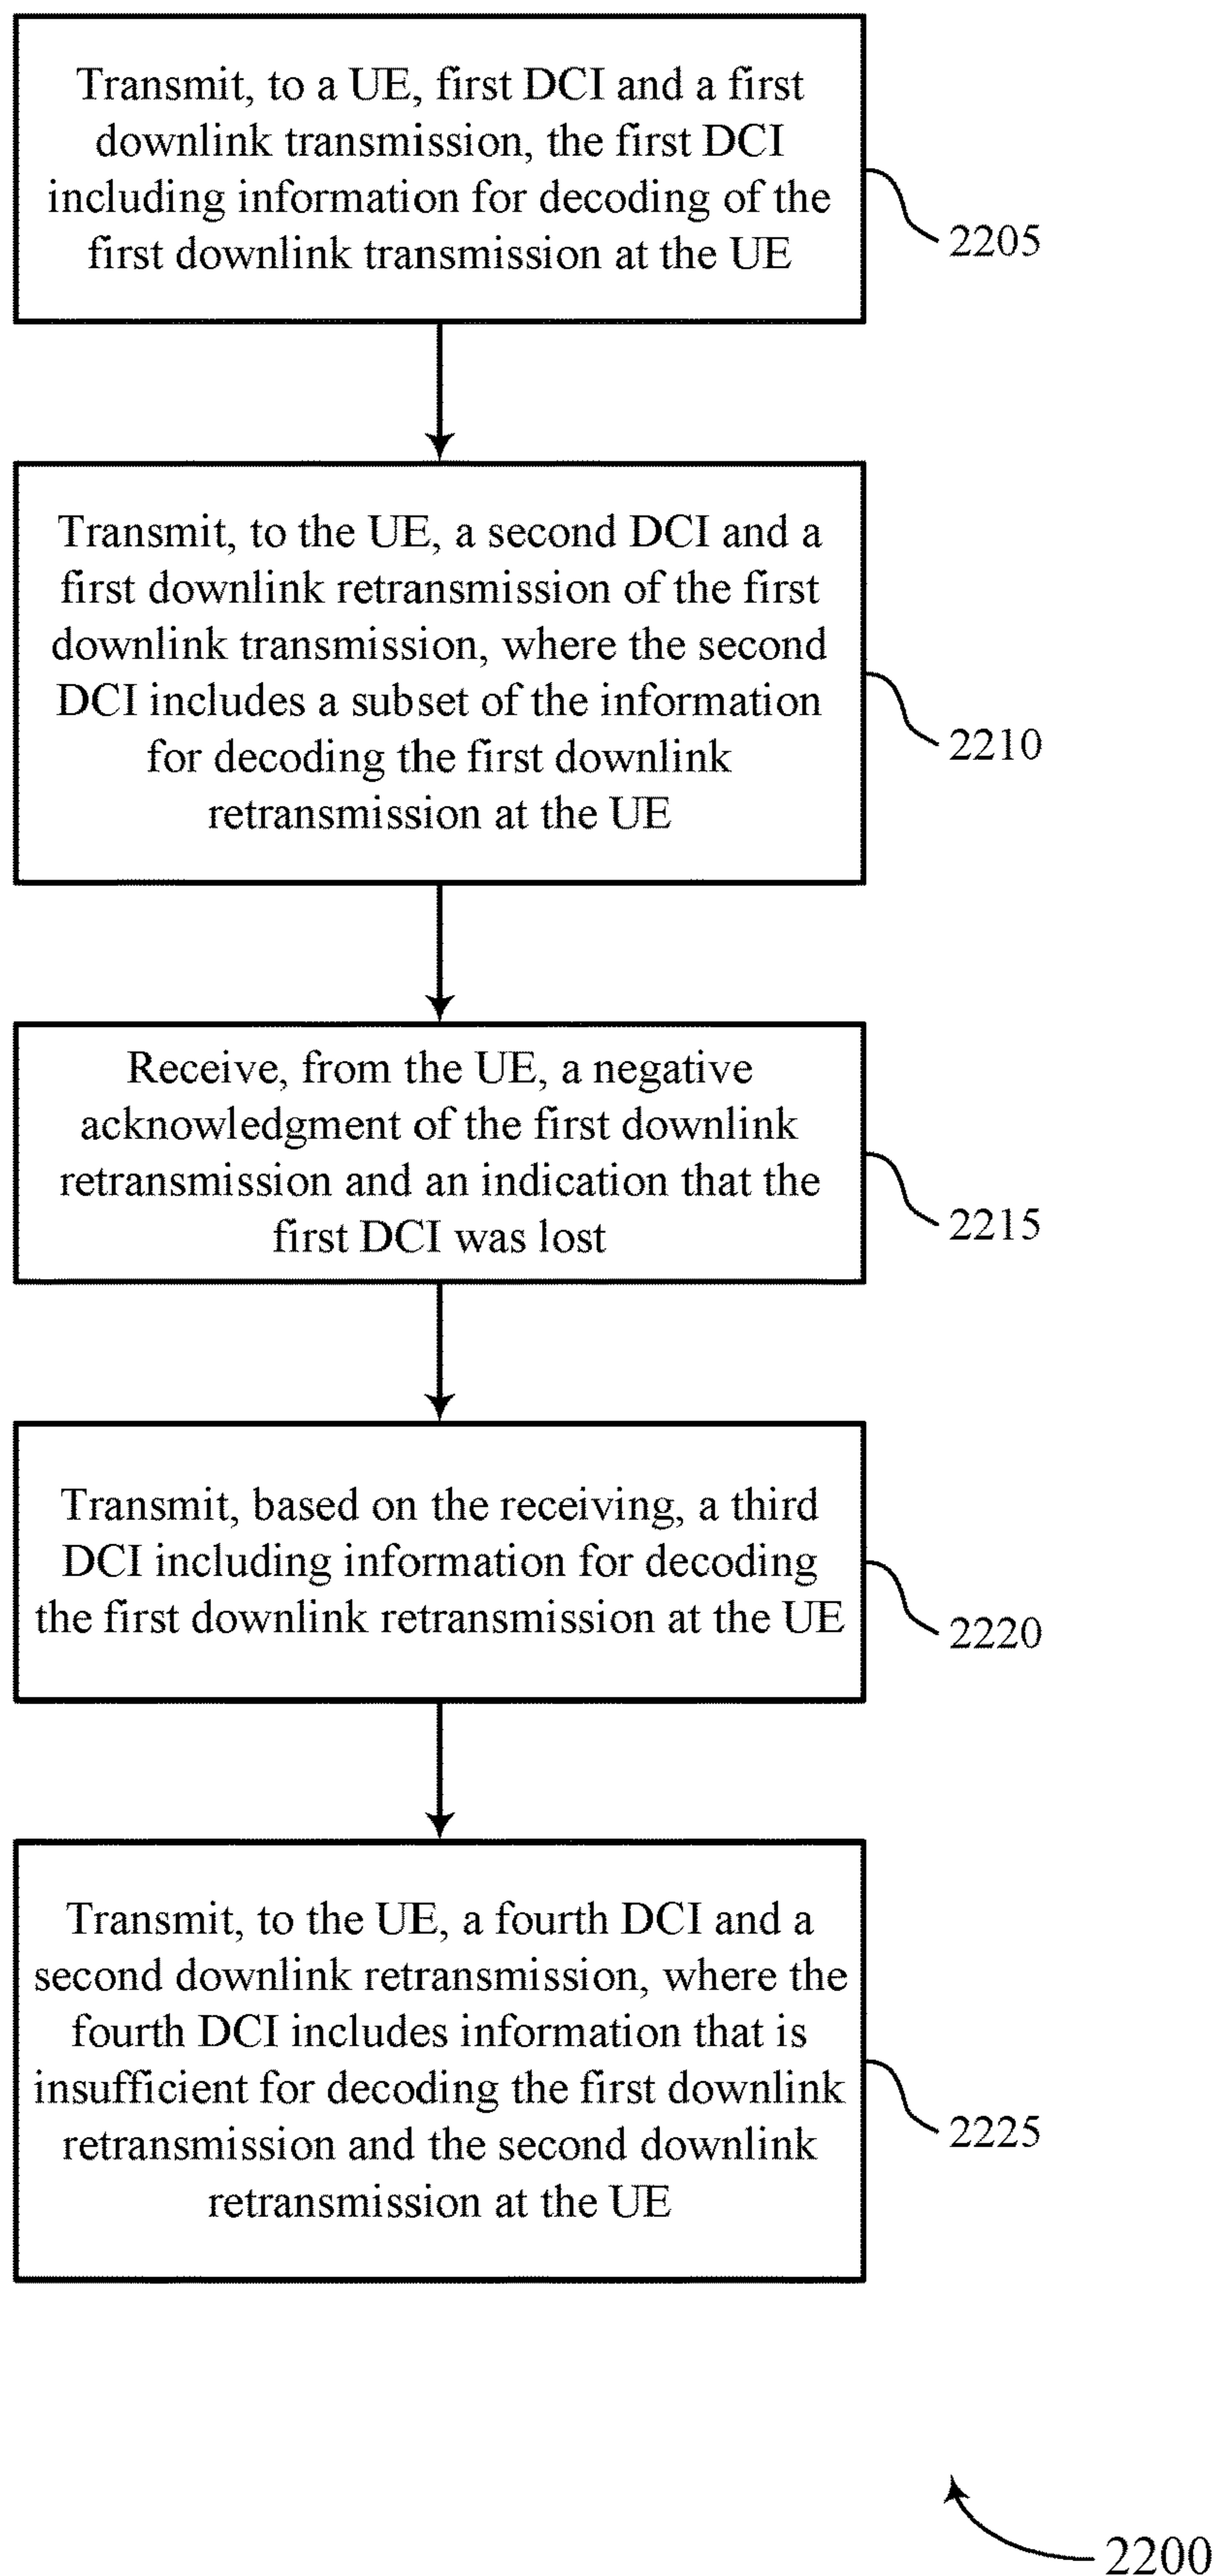 Transmit, to a UE, first DCI and a first
downlink transmission, the first DCI
including information for decoding of the
first downlink transmission at the UE
2205
Transmit, to the UE, a second DCI and a
first downlink retransmission of the first
downlink transmission, where the second
DCI includes a subset of the information
for decoding the first downlink
retransmission at the UE
2210
Receive, from the UE, a negative
acknowledgment of the first downlink
retransmission and an indication that the
first DCI was lost
2215
Transmit, based on the receiving, a third
DCI including information for decoding
the first downlink retransmission at the UE
2220
Transmit, to the UE, a fourth DCI and a
second downlink retransmission, where the
fourth DCI includes information that is
insufficient for decoding the first downlink
retransmission and the second downlink
retransmission at the UE
2225
2200